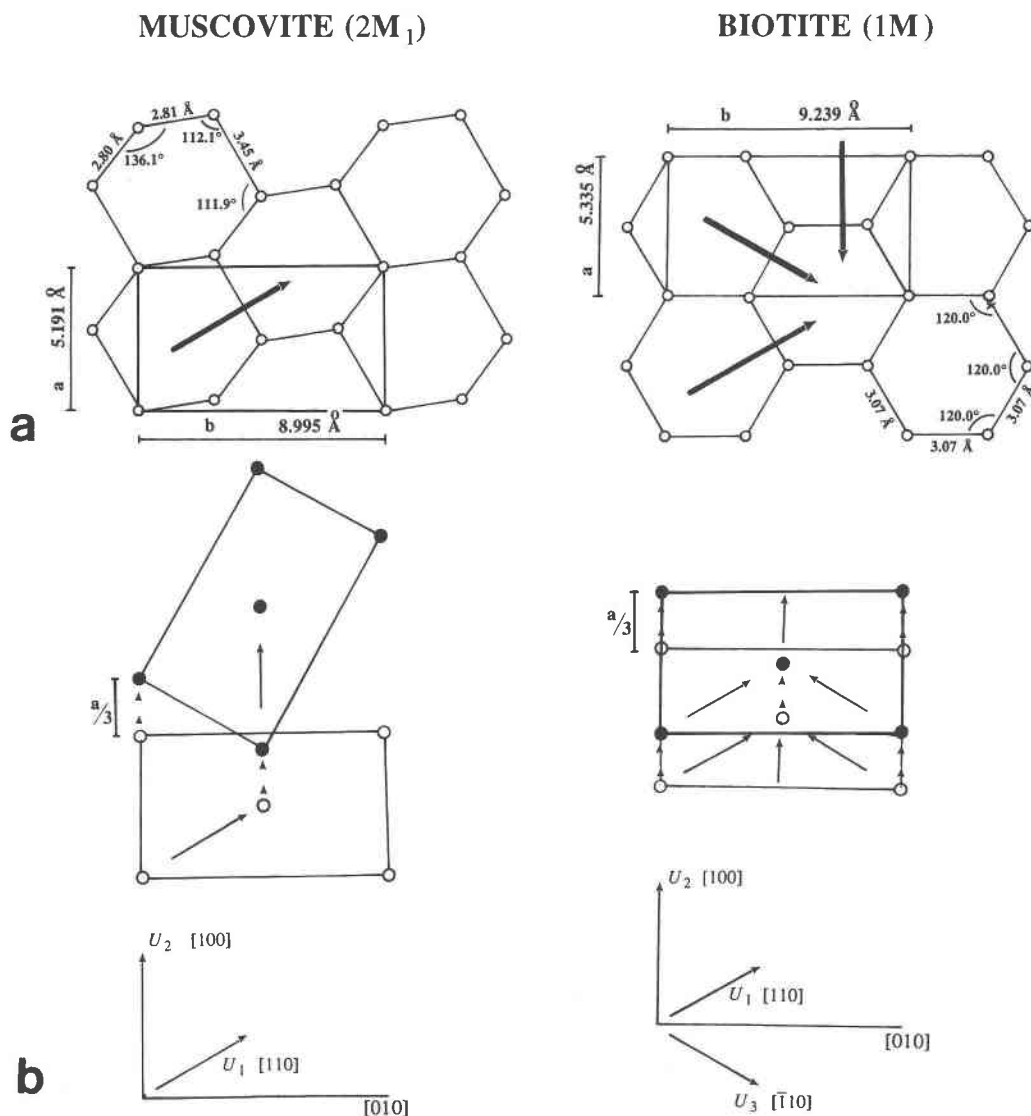 MUSCOVITE (2M₁)
2.81 Å
2.80 Å
136.1°
112.1°
3.45 Å
111.9°
5.191 Å
a
b
8.995 Å
a
BIOTITE (1M)
b
9.239 Å
5.335 Å
a
120.0°
120.0°
120.0°
3.07 Å
3.07 Å
3.07 Å
a/3
a/3
U₂ [100]
U₁ [110]
[010]
b
U₂ [100]
U₁ [110]
[010]
U₃ [1̄10]